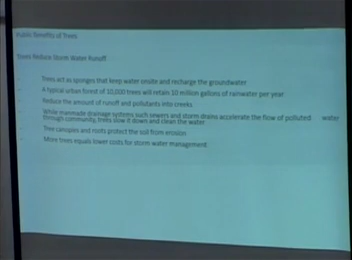 Public Benefits of Trees
Trees Reduce Storm Water Runoff
Trees act as sponges that keep water onsite and recharge the groundwater
A typical urban forest of 10,000 trees will retain 10 million gallons of rainwater per year
Reduce the amount of runoff and pollutants into creeks
While manmade drainage systems such sewers and storm drains accelerate the flow of polluted water
through community, trees slow it down and clean the water
Tree canopies and roots protect the soil from erosion
More trees equals lower costs for storm water management